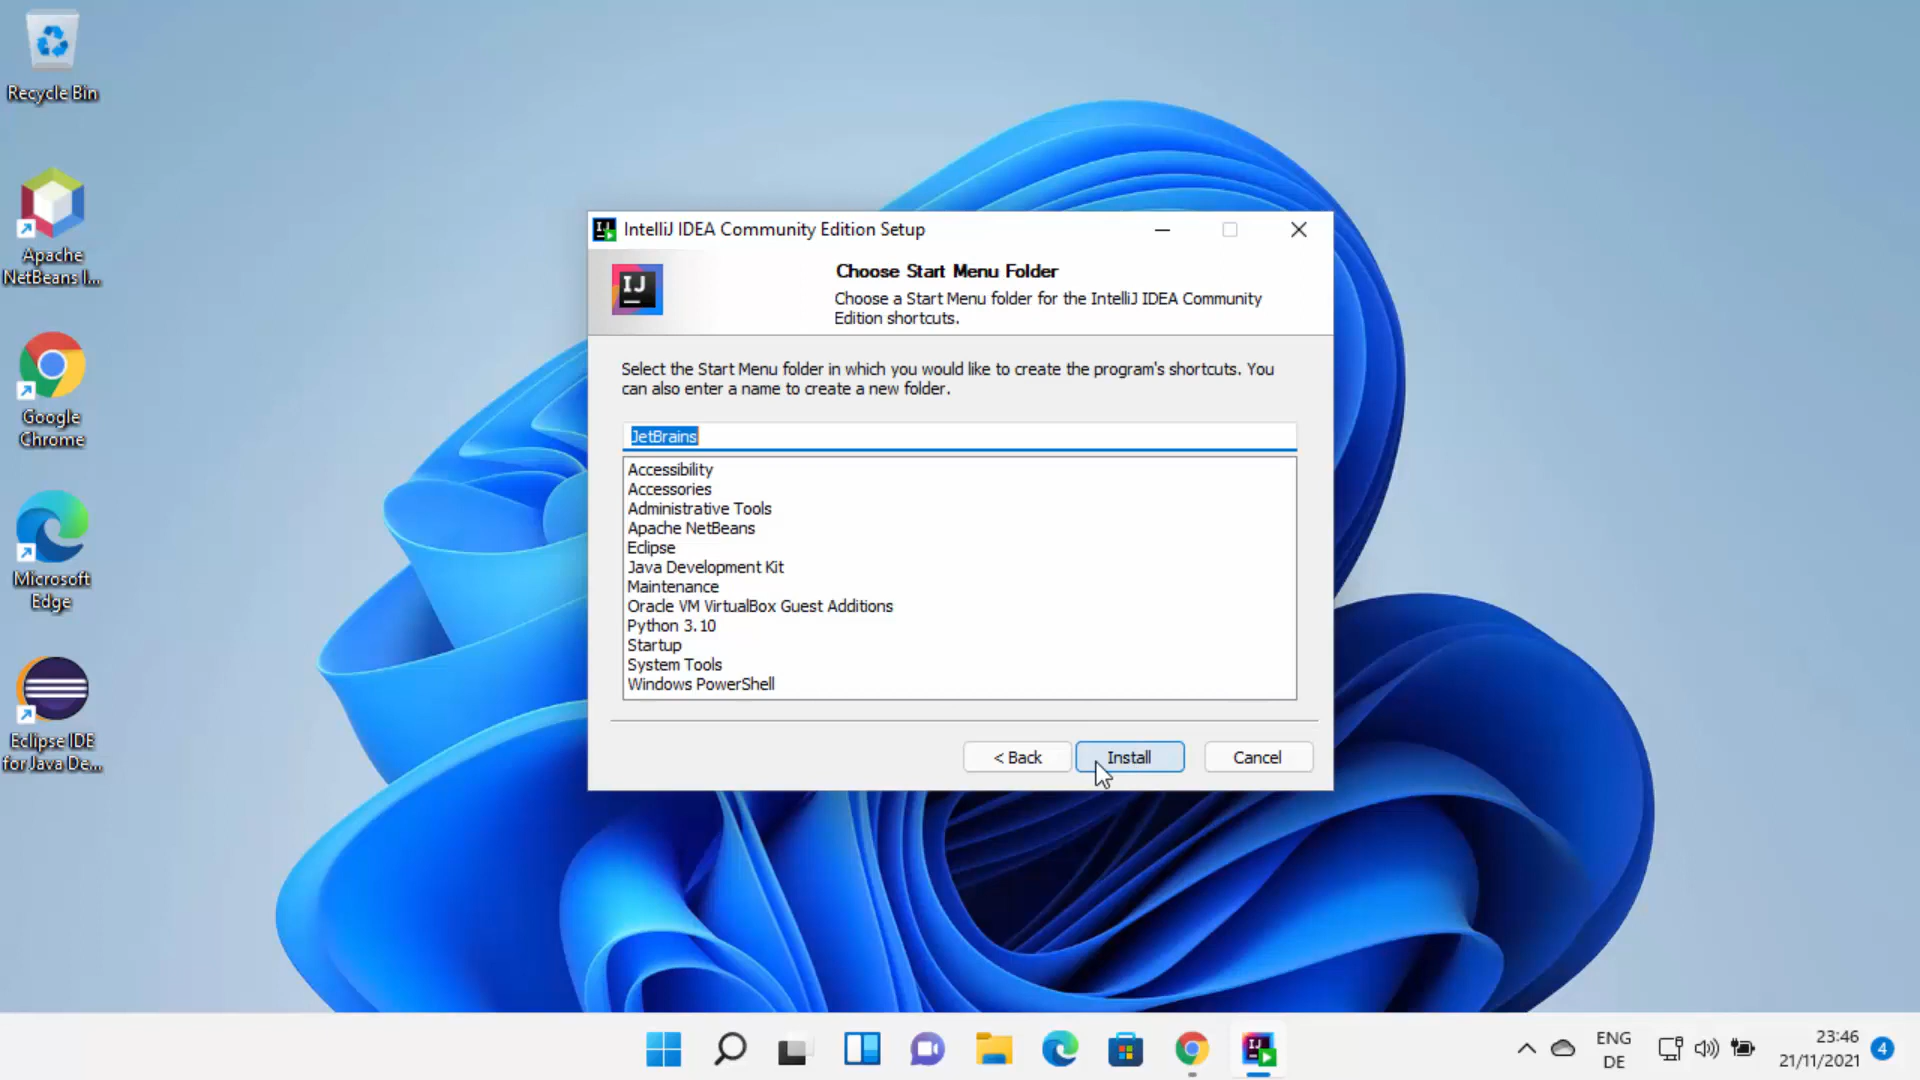 Recycle Bin
Apache
NetBeans I...
Google
Chrome
Microsoft
Edge
Eclipse IDE
for Java De...
IntelliJ IDEA Community Edition Setup
IJ
Choose Start Menu Folder
Choose a Start Menu folder for the IntelliJ IDEA Community
Edition shortcuts.
Select the Start Menu folder in which you would like to create the program's shortcuts. You
can also enter a name to create a new folder.
JetBrains
Accessibility
Accessories
Administrative Tools
Apache NetBeans
Eclipse
Java Development Kit
Maintenance
Oracle VM VirtualBox Guest Additions
Python 3.10
Startup
System Tools
Windows PowerShell
< Back
Install
Cancel
ENG
DE
23:46
21/11/2021
4